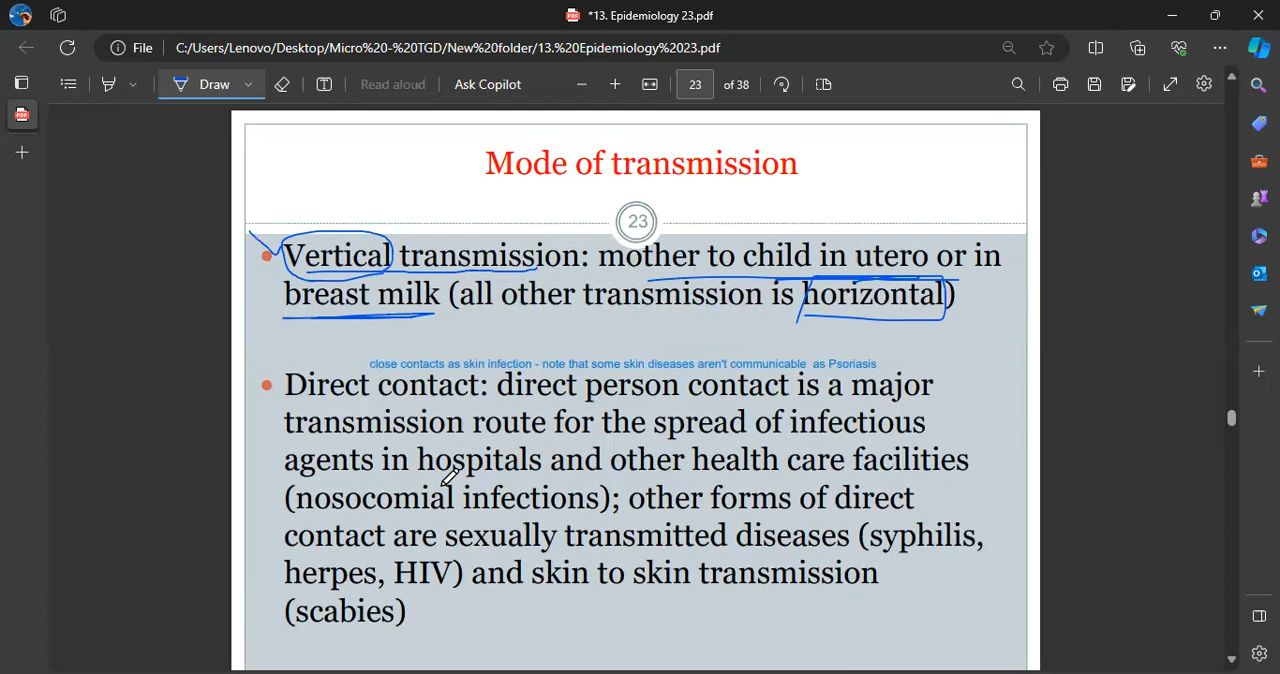 *13. Epidemiology 23.pdf
File
C:/Users/Lenovo/Desktop/Micro%20-%20TGD/New%20folder/13.%20Epidemiology%2023.pdf
Draw
Read aloud
Ask Copilot
23
of 38
Mode of transmission
23
• Vertical transmission: mother to child in utero or in
breast milk (all other transmission is horizontal)
close contacts as skin infection - note that some skin diseases aren't communicable as Psoriasis
• Direct contact: direct person contact is a major
transmission route for the spread of infectious
agents in hospitals and other health care facilities
(nosocomial infections); other forms of direct
contact are sexually transmitted diseases (syphilis,
herpes, HIV) and skin to skin transmission
(scabies)